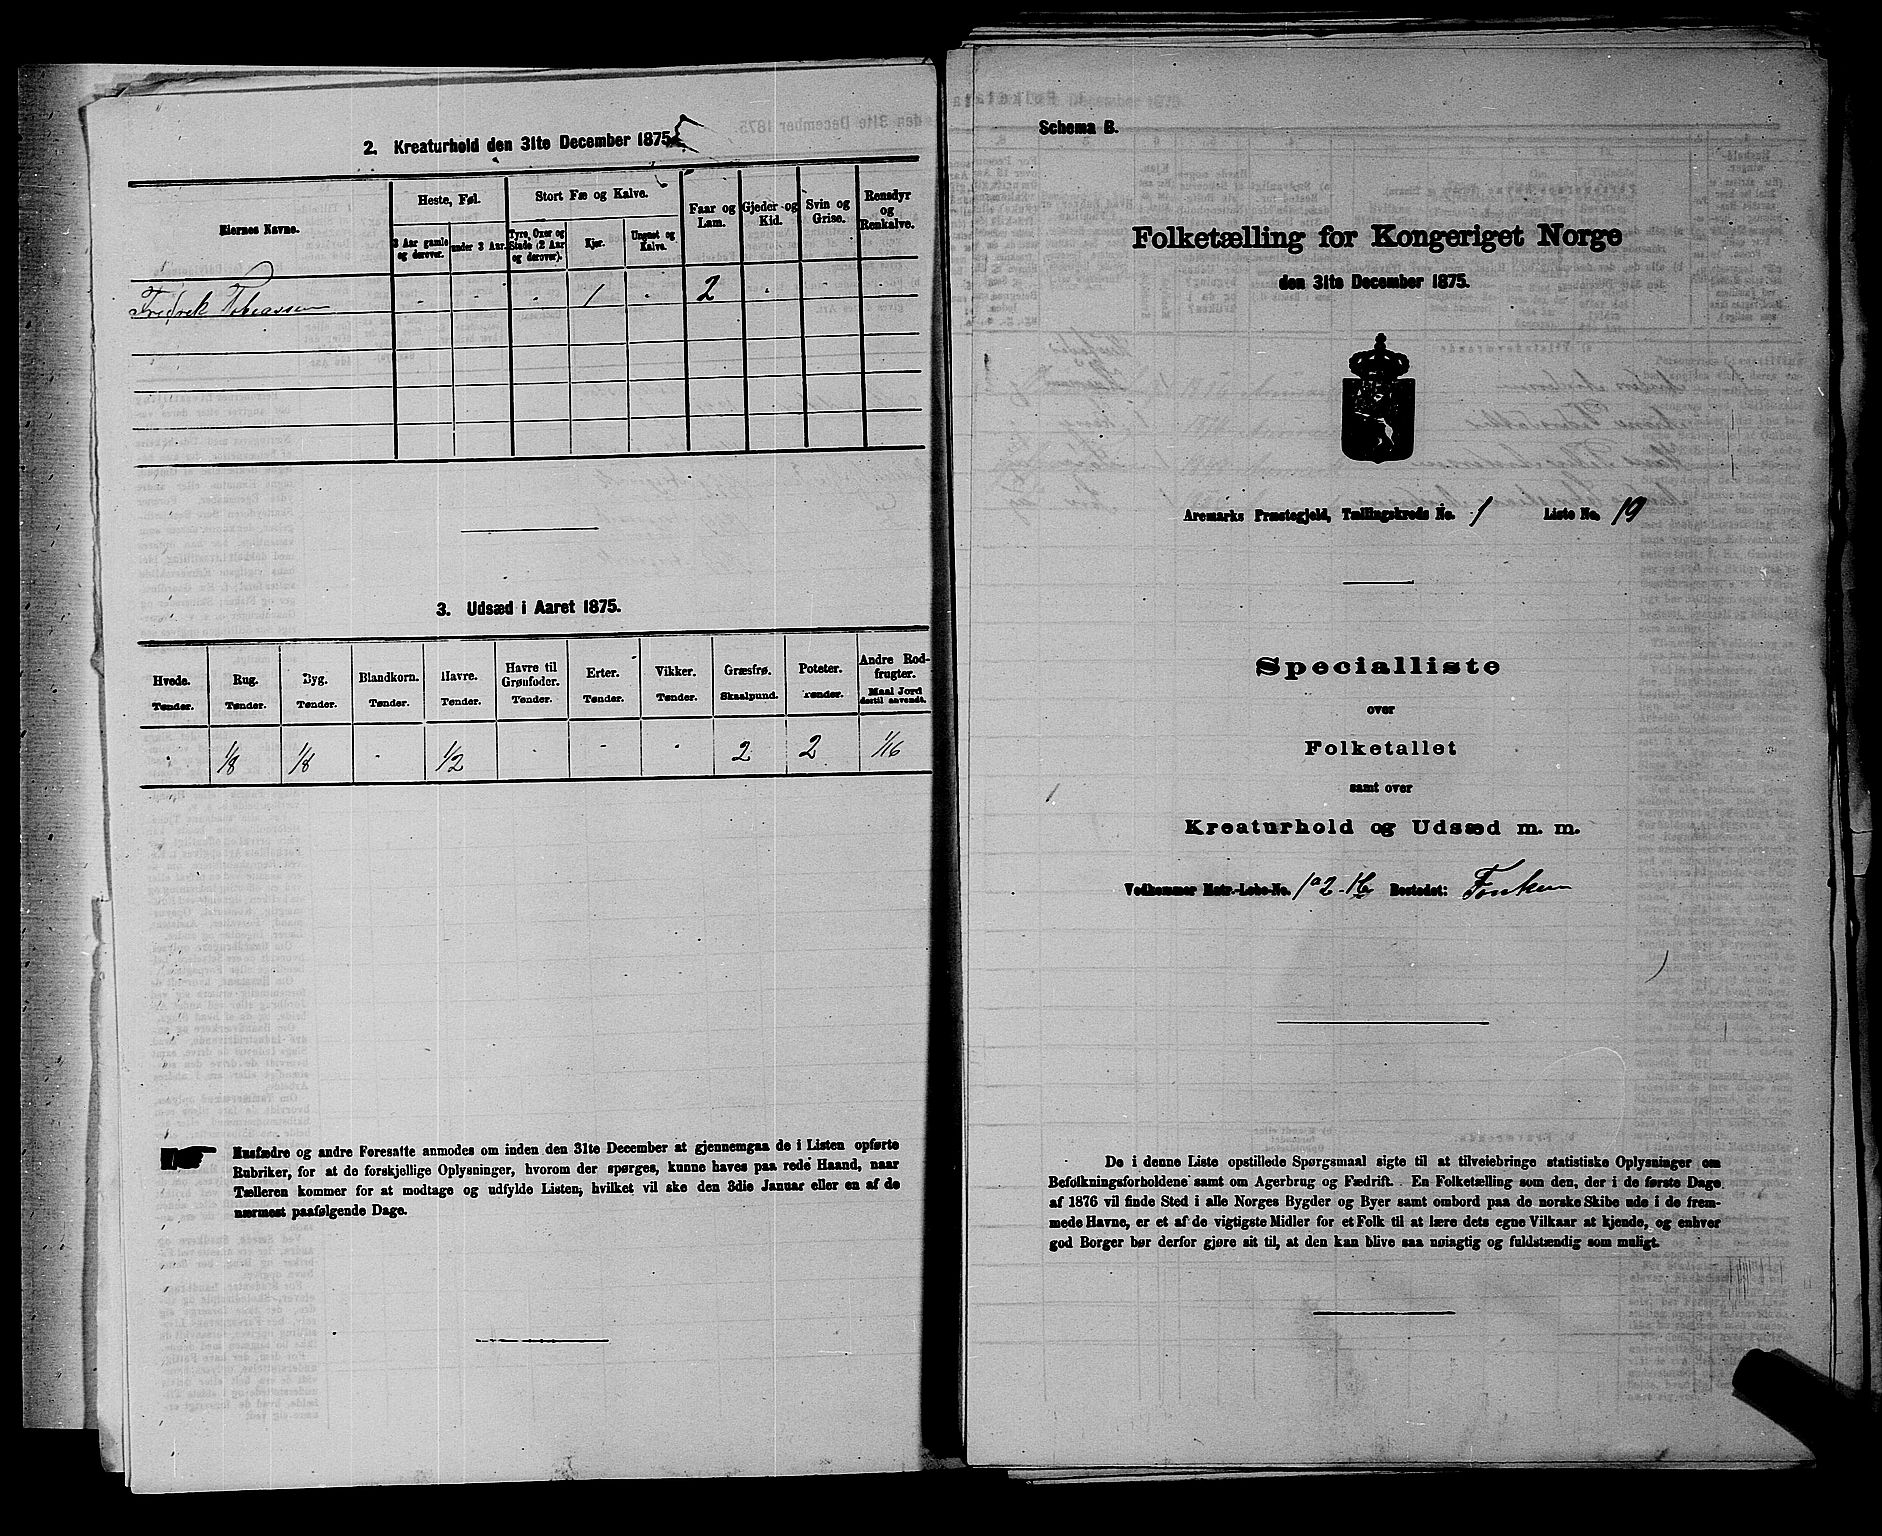 2. Kreaturhold den 31te December 1875.
Eiernes Navne.
Heste, Føl.
3 Aar gamle og derover.
under 3 Aar.
Stort Fæ og Kalve.
Tyre, Oxer og Stude (2 Aar og derover).
Kjør.
Ungnøt og Kalve.
Faar og Lam.
Gjeder og Kid.
Svin og Grise.
Rensdyr og Renkalve.
Fredrik Tobiassen - - - 1 - 2 - - -
3. Udsæd i Aaret 1875.
Hvede. Tønder.
Rug. Tønder.
Byg. Tønder.
Blandkorn. Tønder.
Havre. Tønder.
Havre til Grønfoder. Tønder.
Erter. Tønder.
Vikker. Tønder.
Græsfrø. Skaalpund.
Poteter. Tønder.
Andre Rodfrugter. Maal Jord dertil anvendt.
- 1/8 1/8 - 1/2 - - - 2 2 1/16
Husfædre og andre Foresatte anmodes om inden den 31te December at gjennemgaa de i Listen opførte
Rubriker, for at de forskjellige Oplysninger, hvorom der spørges, kunne haves paa rede Haand, naar
Tælleren kommer for at modtage og udfylde Listen, hvilket vil ske den 3die Januar eller en af de
nærmest paafølgende Dage.
Schema B.
Folketælling for Kongeriget Norge
den 31te December 1875.
Aremarks Præstegjeld, Tællingskreds No. 1 Liste No. 19
Specialliste
over
Folketallet
samt over
Kreaturhold og Udsæd m. m.
Vedkommer Matr.-Løbe-No. 1a2-16 Bostedet:
De i denne Liste opstillede Spørgsmaal sigte til at tilveiebringe statistiske Oplysninger om
Befolkningsforholdene samt om Agerbrug og Fædrift. En Folketælling som den, der i de første Dage
af 1876 vil finde Sted i alle Norges Bygder og Byer samt ombord paa de norske Skibe ude i de frem-
mede Havne, er et af de vigtigste Midler for et Folk til at lære dets egne Vilkaar at kjende, og enhver
god Borger bør derfor gjøre sit til, at den kan blive saa nøiagtig og fuldstændig som muligt.